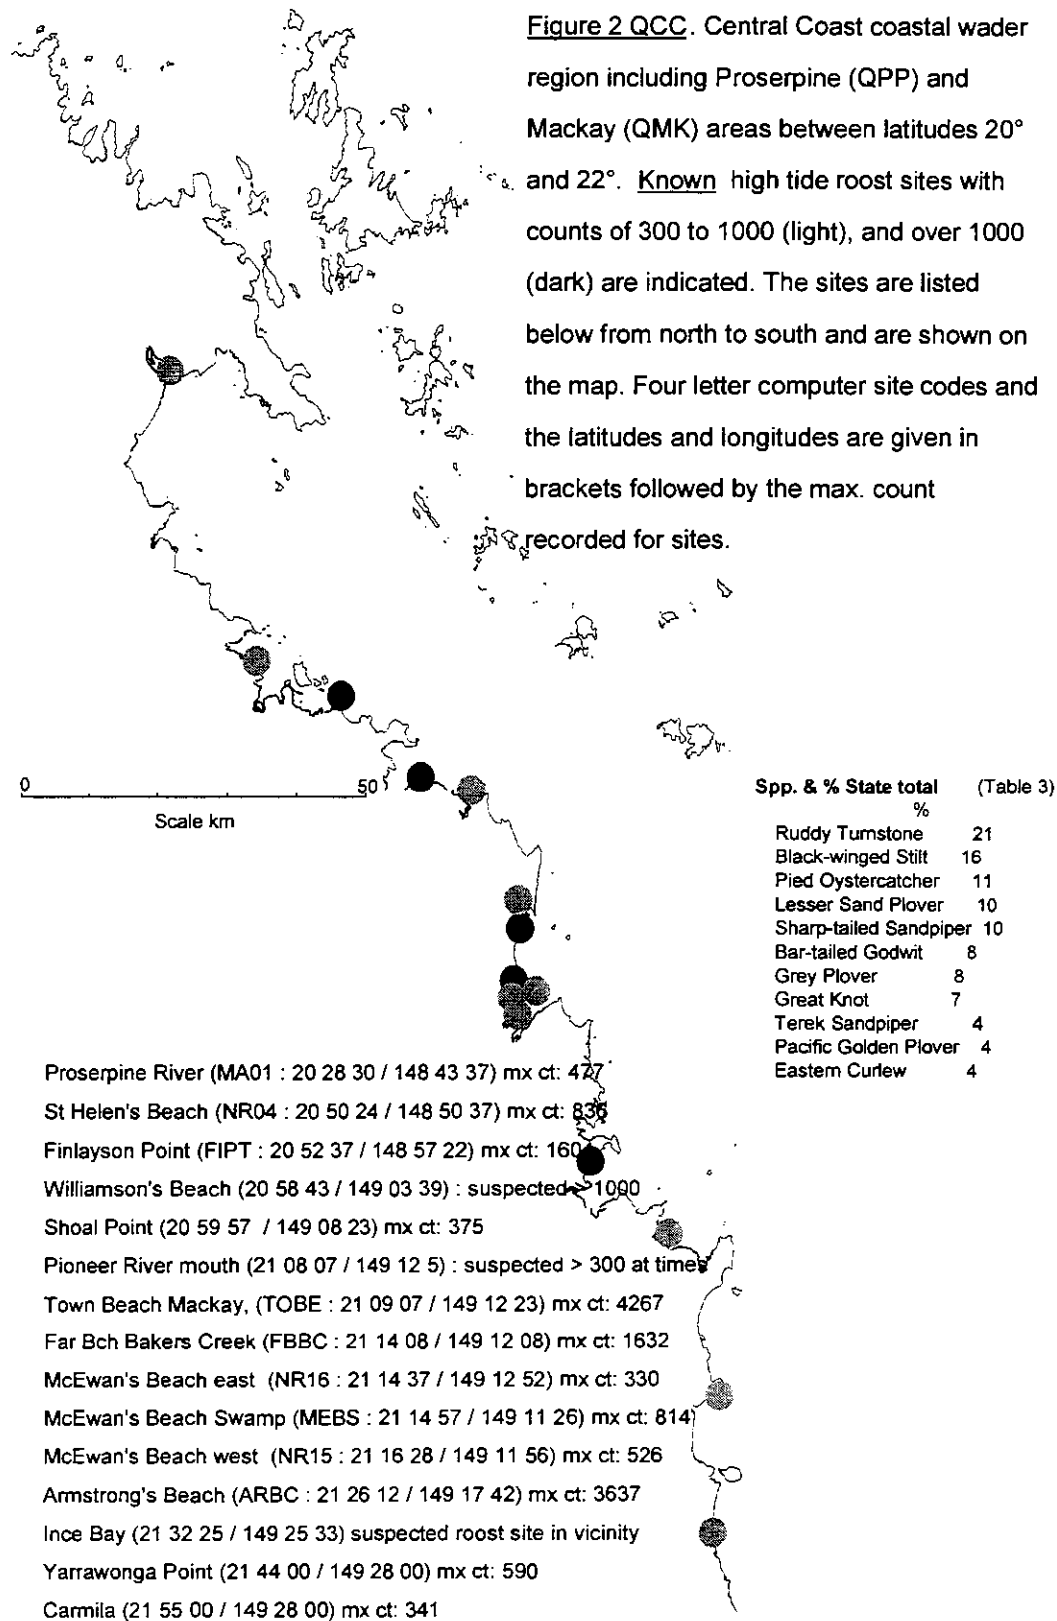 Figure 2 QCC. Central Coast coastal wader
region including Proserpine (QPP) and
Mackay (QMK) areas between latitudes 20°
and 22°. Known high tide roost sites with
counts of 300 to 1000 (light), and over 1000
(dark) are indicated. The sites are listed
below from north to south and are shown on
the map. Four letter computer site codes and
the latitudes and longitudes are given in
brackets followed by the max. count
recorded for sites.
0 50
Scale km
Spp. & % State total (Table 3)
%
Ruddy Turnstone 21
Black-winged Stilt 16
Pied Oystercatcher 11
Lesser Sand Plover 10
Sharp-tailed Sandpiper 10
Bar-tailed Godwit 8
Grey Plover 8
Great Knot 7
Terek Sandpiper 4
Pacific Golden Plover 4
Eastern Curlew 4
Proserpine River (MA01 : 20 28 30 / 148 43 37) mx ct: 477
St Helen's Beach (NR04 : 20 50 24 / 148 50 37) mx ct: 836
Finlayson Point (FIPT : 20 52 37 / 148 57 22) mx ct:
Williamson's Beach (20 58 43 / 149 03 39) : suspected > 1000
Shoal Point (20 59 57 / 149 08 23) mx ct: 375
Pioneer River mouth (21 08 07 / 149 12 5) : suspected > 300 at times
Town Beach Mackay, (TOBE : 21 09 07 / 149 12 23) mx ct: 4267
Far Bch Bakers Creek (FBBC : 21 14 08 / 149 12 08) mx ct: 1632
McEwan's Beach east (NR16 : 21 14 37 / 149 12 52) mx ct: 330
McEwan's Beach Swamp (MEBS : 21 14 57 / 149 11 26) mx ct: 814
McEwan's Beach west (NR15 : 21 16 28 / 149 11 56) mx ct: 526
Armstrong's Beach (ARBC : 21 26 12 / 149 17 42) mx ct: 3637
Ince Bay (21 32 25 / 149 25 33) suspected roost site in vicinity
Yarrawonga Point (21 44 00 / 149 28 00) mx ct: 590
Carmila (21 55 00 / 149 28 00) mx ct: 341